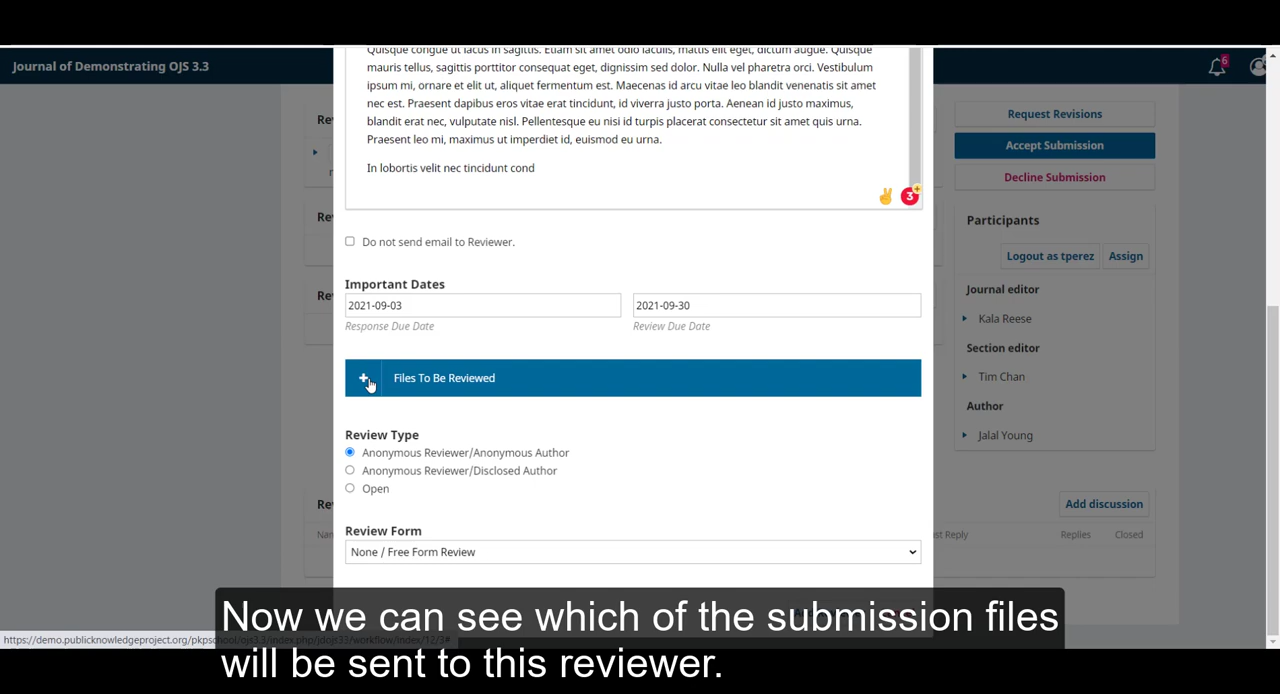 Journal of Demonstrating OJS 3.3
6
Quisque congue ut lacus in sagittis. Etiam sit amet odio iaculis, mattis elit eget, dictum augue. Quisque
mauris tellus, sagittis porttitor consequat eget, dignissim sed dolor. Nulla vel pharetra orci. Vestibulum
ipsum mi, ornare et elit ut, aliquet fermentum est. Maecenas id arcu vitae leo blandit venenatis sit amet
nec est. Praesent dapibus eros vitae erat tincidunt, id viverra justo porta. Aenean id justo maximus,
blandit erat nec, vulputate nisl. Pellentesque eu nisi id turpis placerat consectetur sit amet quis urna.
Praesent leo mi, maximus ut imperdiet id, euismod eu urna.
In lobortis velit nec tincidunt cond
3
Do not send email to Reviewer.
Important Dates
2021-09-03
2021-09-30
Response Due Date
Review Due Date
+ Files To Be Reviewed
Review Type
Anonymous Reviewer/Anonymous Author
Anonymous Reviewer/Disclosed Author
Open
Review Form
None / Free Form Review
Request Revisions
Accept Submission
Decline Submission
Participants
Logout as tperez
Assign
Journal editor
Kala Reese
Section editor
Tim Chan
Author
Jalal Young
Add discussion
Reply
Replies
Closed
Now we can see which of the submission files
will be sent to this reviewer.